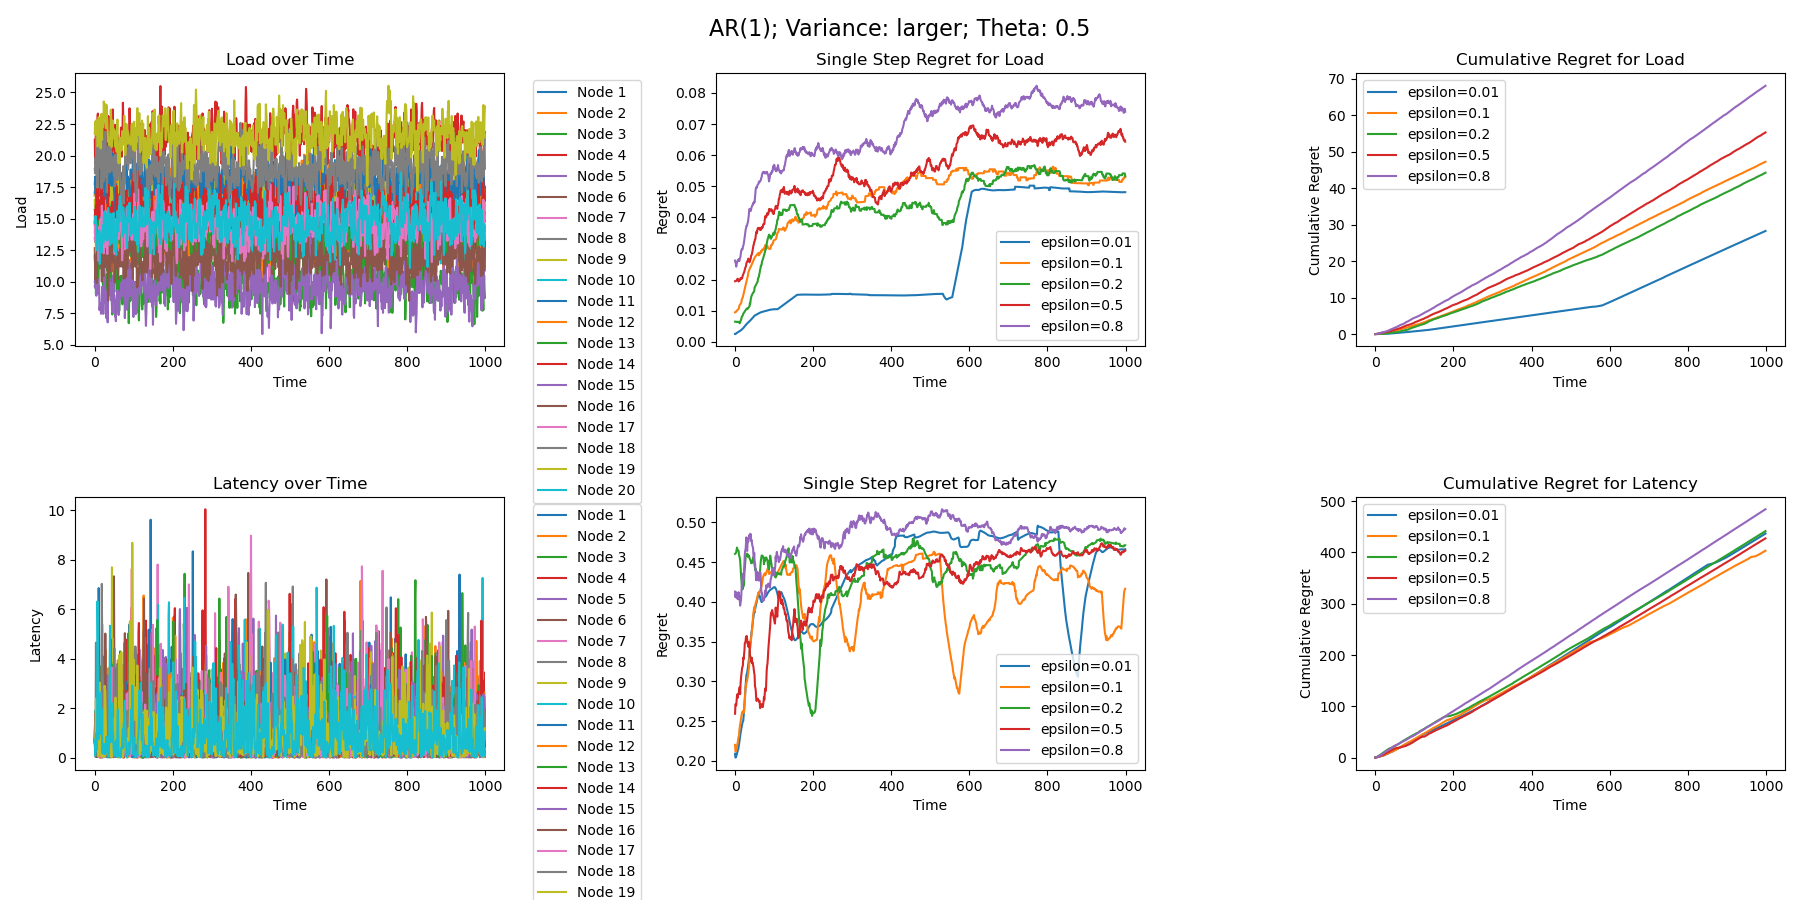 AR(1); Variance: larger; Theta: 0.5
Load over Time
Load
25.0
22.5
20.0
17.5
15.0
12.5
10.0
7.5
5.0
0
200
400
600
800
1000
Time
Node 1
Node 2
Node 3
Node 4
Node 5
Node 6
Node 7
Node 8
Node 9
Node 10
Node 11
Node 12
Node 13
Node 14
Node 15
Node 16
Node 17
Node 18
Node 19
Node 20
Single Step Regret for Load
Regret
0.08
0.07
0.06
0.05
0.04
0.03
0.02
0.01
0.00
0
200
400
600
800
1000
Time
epsilon=0.01
epsilon=0.1
epsilon=0.2
epsilon=0.5
epsilon=0.8
Cumulative Regret for Load
Cumulative Regret
70
60
50
40
30
20
10
0
0
200
400
600
800
1000
Time
epsilon=0.01
epsilon=0.1
epsilon=0.2
epsilon=0.5
epsilon=0.8
Latency over Time
Latency
10
8
6
4
2
0
0
200
400
600
800
1000
Time
Node 1
Node 2
Node 3
Node 4
Node 5
Node 6
Node 7
Node 8
Node 9
Node 10
Node 11
Node 12
Node 13
Node 14
Node 15
Node 16
Node 17
Node 18
Node 19
Single Step Regret for Latency
Regret
0.50
0.45
0.40
0.35
0.30
0.25
0.20
0
200
400
600
800
1000
Time
epsilon=0.01
epsilon=0.1
epsilon=0.2
epsilon=0.5
epsilon=0.8
Cumulative Regret for Latency
Cumulative Regret
500
400
300
200
100
0
0
200
400
600
800
1000
Time
epsilon=0.01
epsilon=0.1
epsilon=0.2
epsilon=0.5
epsilon=0.8